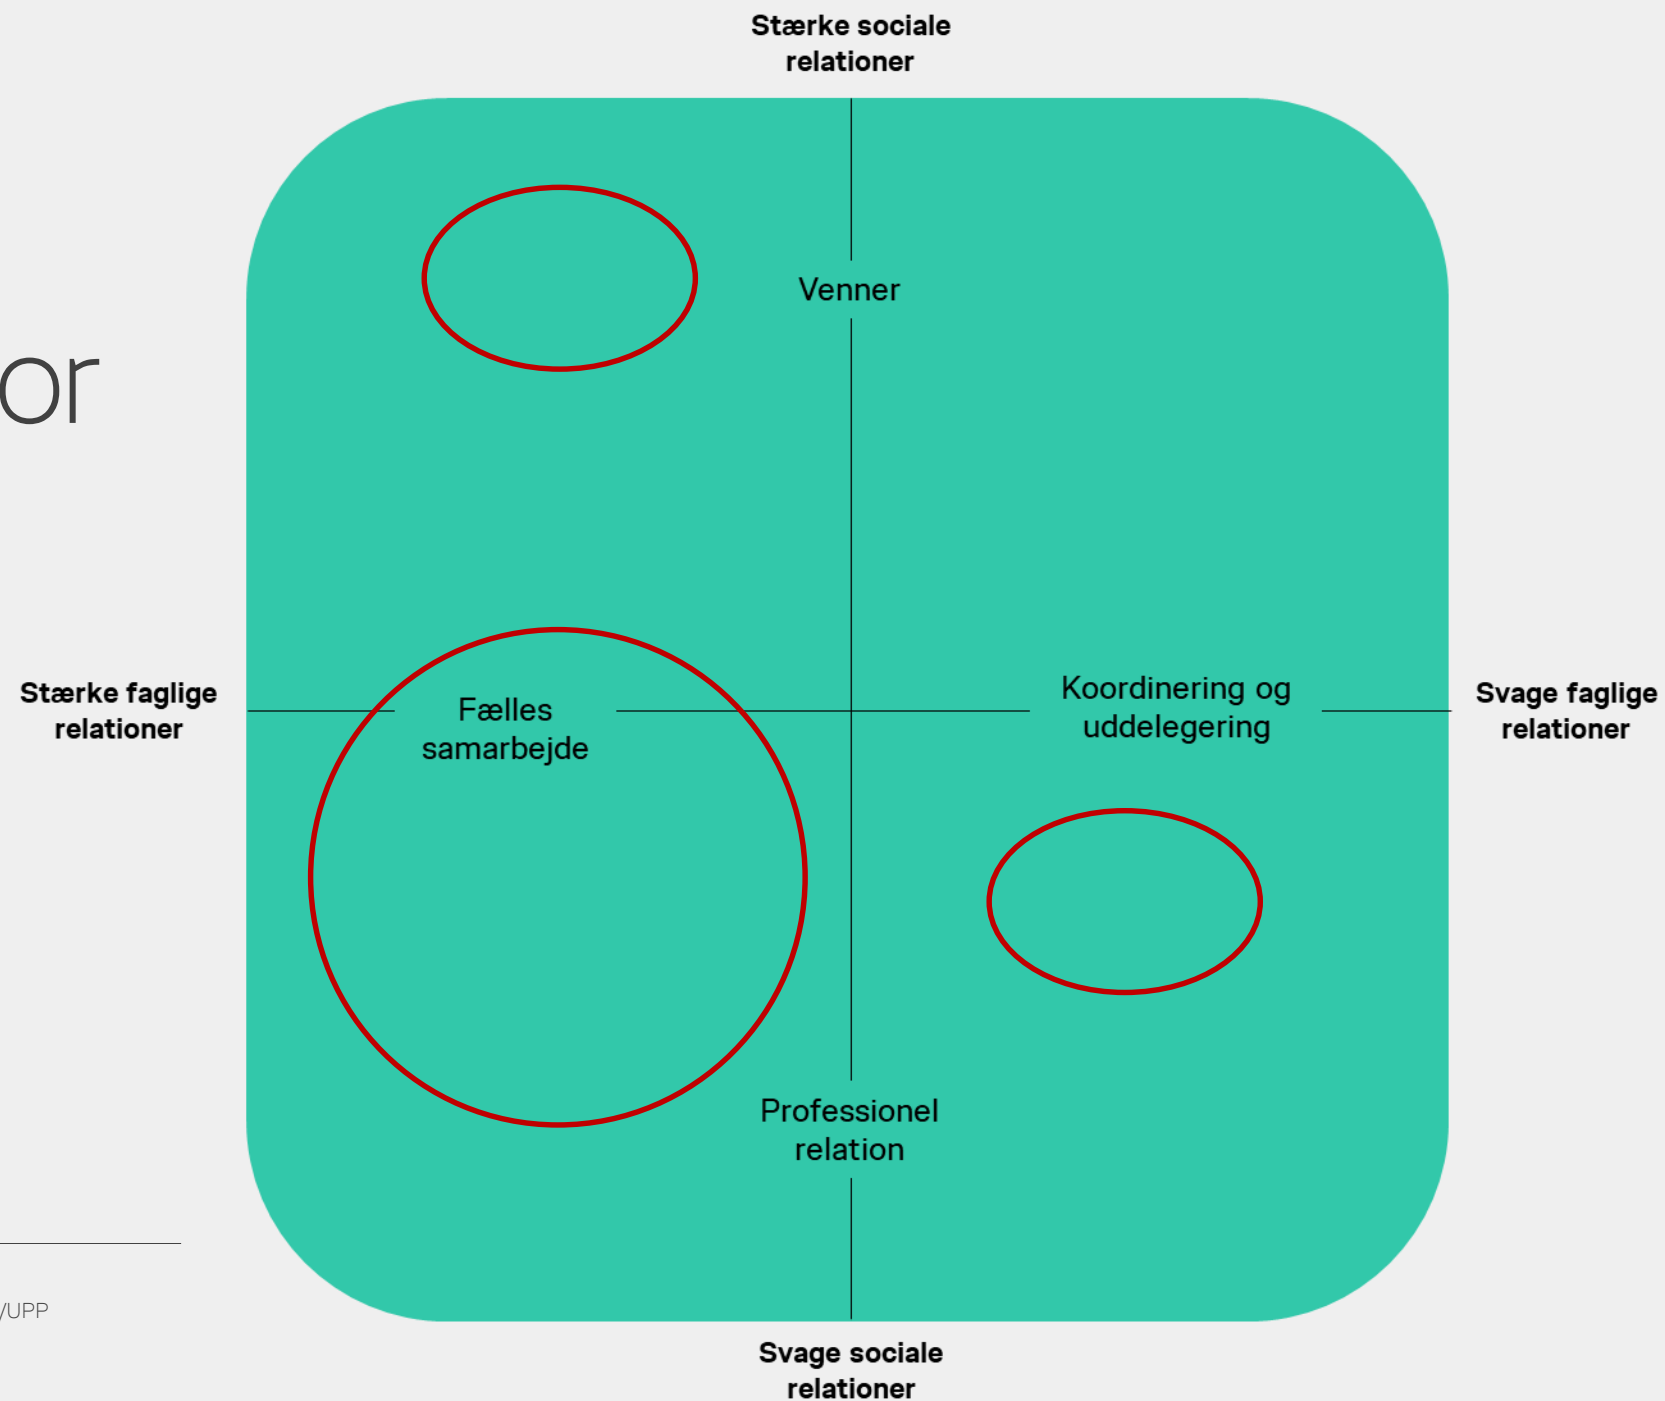 Stærke sociale
relationer
Venner
or
Stærke faglige
relationer
Fælles
samarbejde
Koordinering og
uddelegering
Svage faglige
relationer
Professionel
relation
/UPP
Svage sociale
relationer